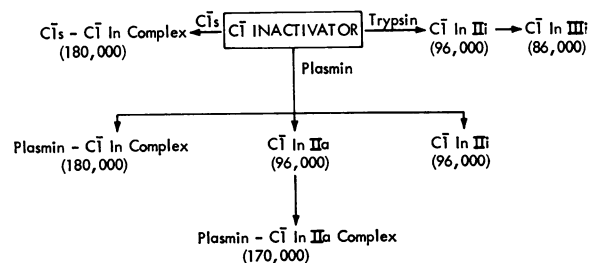 C1̄s
Trypsin
C1̄s – C1̄ In Complex
(180,000)
C1̄ INACTIVATOR
C1̄ In IIi
(96,000)
C1̄ In IIIi
(86,000)
Plasmin
Plasmin – C1̄ In Complex
(180,000)
C1̄ In IIa
(96,000)
C1̄ In IIi
(96,000)
Plasmin – C1̄ In IIa Complex
(170,000)